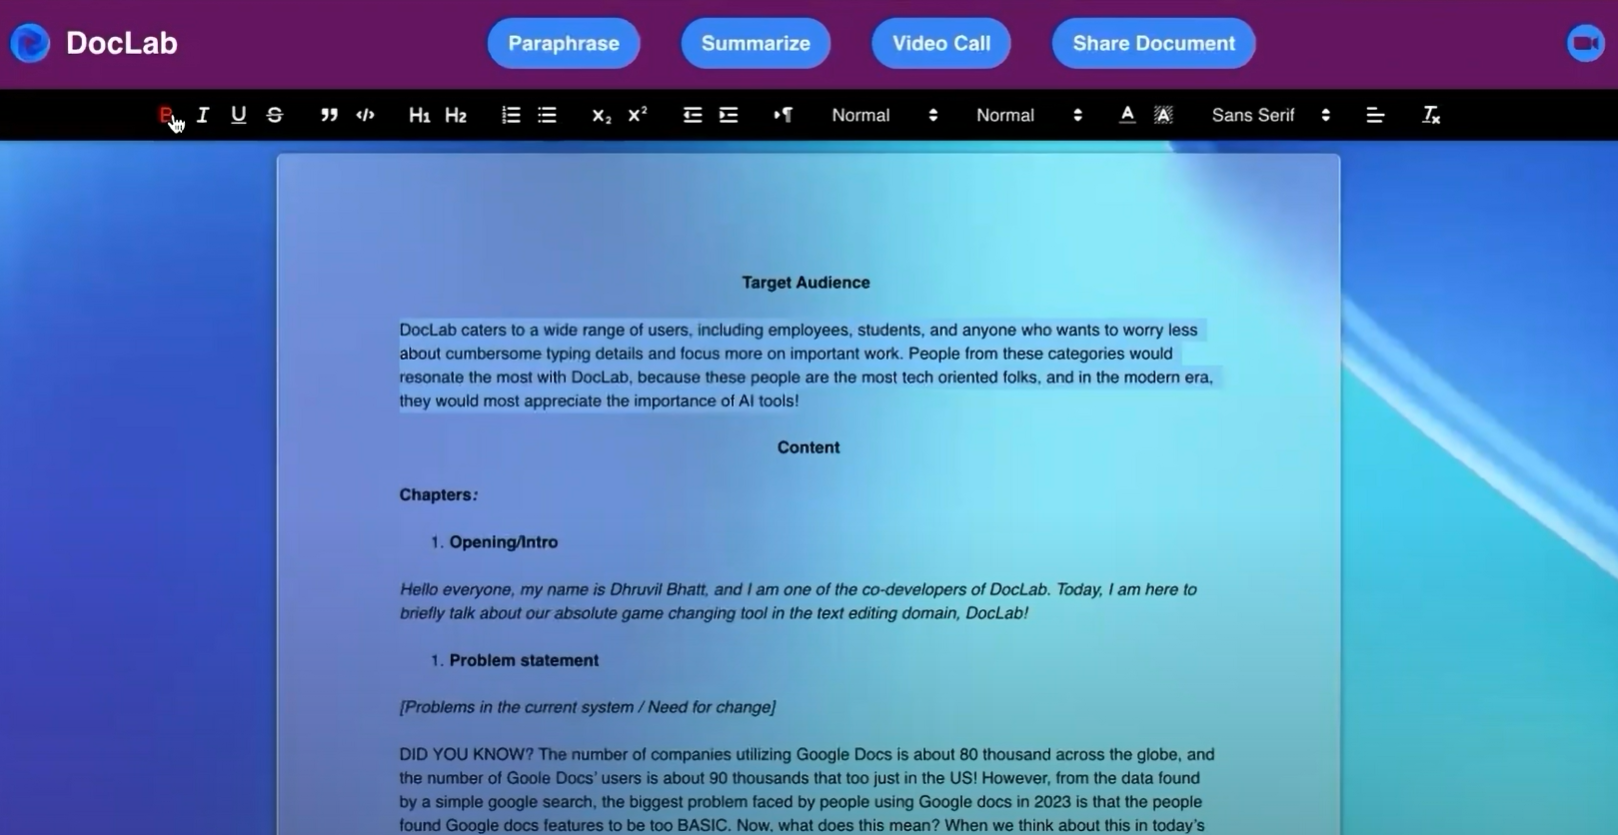 DocLab
Paraphrase
Summarize
Video Call
Share Document
B I U S ” </> H1 H2 X2 X² Normal Normal A A Sans Serif Tx
Target Audience
DocLab caters to a wide range of users, including employees, students, and anyone who wants to worry less
about cumbersome typing details and focus more on important work. People from these categories would
resonate the most with DocLab, because these people are the most tech oriented folks, and in the modern era,
they would most appreciate the importance of AI tools!
Content
Chapters:
1. Opening/Intro
Hello everyone, my name is Dhruvil Bhatt, and I am one of the co-developers of DocLab. Today, I am here to
briefly talk about our absolute game changing tool in the text editing domain, DocLab!
1. Problem statement
[Problems in the current system / Need for change]
DID YOU KNOW? The number of companies utilizing Google Docs is about 80 thousand across the globe, and
the number of Goole Docs’ users is about 90 thousands that too just in the US! However, from the data found
by a simple google search, the biggest problem faced by people using Google docs in 2023 is that the people
found Google docs features to be too BASIC. Now, what does this mean? When we think about this in today’s